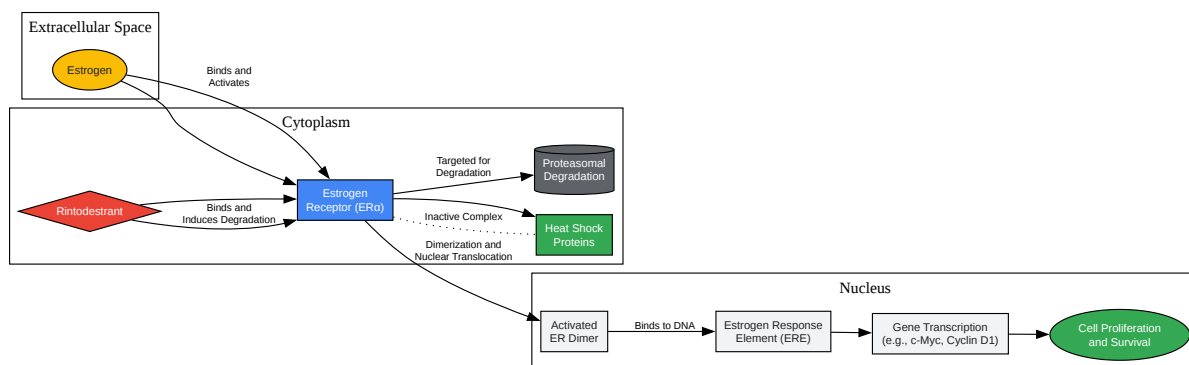 Extracellular Space
Estrogen
Binds and
Activates
Cytoplasm
Rintodestrant
Binds and
Induces Degradation
Estrogen
Receptor (ERα)
Targeted for
Degradation
Proteasomal
Degradation
Inactive Complex
Heat Shock
Proteins
Dimerization and
Nuclear Translocation
Nucleus
Activated
ER Dimer
Binds to DNA
Estrogen Response
Element (ERE)
Gene Transcription
(e.g., c-Myc, Cyclin D1)
Cell Proliferation
and Survival